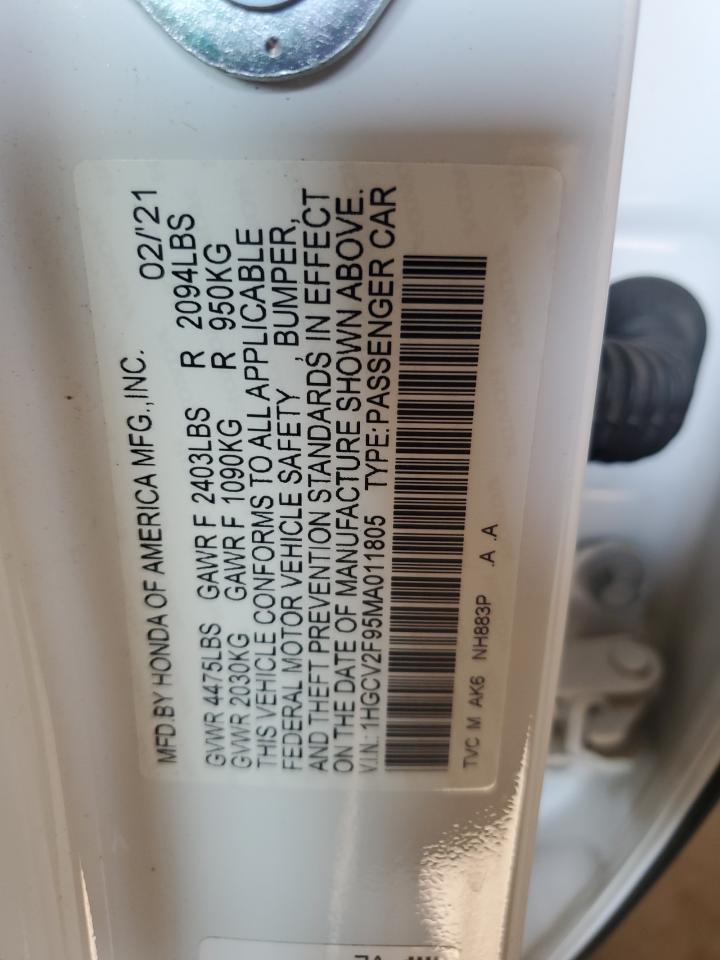 MFD.BY HONDA OF AMERICA MFG.,INC. 02/'21
GVWR 4475LBS GAWR F 2403LBS R 2094LBS
GVWR 2030KG GAWR F 1090KG R 950KG
THIS VEHICLE CONFORMS TO ALL APPLICABLE
FEDERAL MOTOR VEHICLE SAFETY , BUMPER,
AND THEFT PREVENTION STANDARDS IN EFFECT
ON THE DATE OF MANUFACTURE SHOWN ABOVE.
V.I.N.: 1HGCV2F95MA011805 TYPE:PASSENGER CAR
TVC M AK6 NH883P .A .A